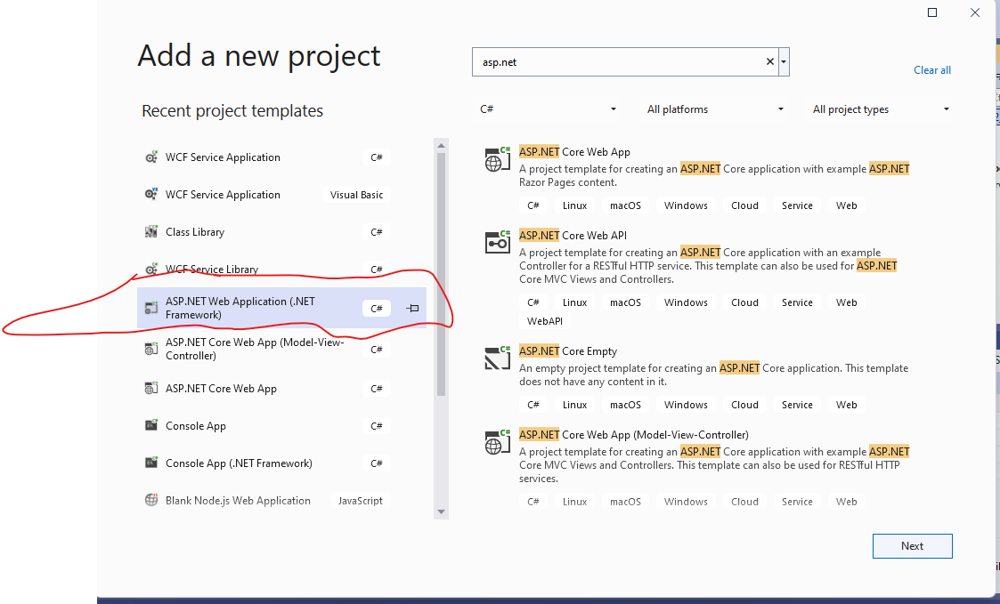 Add a new project
asp.net
Clear all
Recent project templates
C#
All platforms
All project types
WCF Service Application
C#
WCF Service Application
Visual Basic
Class Library
C#
WCF Service Library
C#
ASP.NET Web Application (.NET
Framework)
C#
ASP.NET Core Web App (Model-View-
Controller)
C#
ASP.NET Core Web App
C#
Console App
C#
Console App (.NET Framework)
C#
Blank Node.js Web Application
JavaScript
ASP.NET Core Web App
A project template for creating an ASP.NET Core application with example ASP.NET
Razor Pages content.
C# Linux macOS Windows Cloud Service Web
ASP.NET Core Web API
A project template for creating an ASP.NET Core application with an example
Controller for a RESTful HTTP service. This template can also be used for ASP.NET
Core MVC Views and Controllers.
C# Linux macOS Windows Cloud Service Web
WebAPI
ASP.NET Core Empty
An empty project template for creating an ASP.NET Core application. This template
does not have any content in it.
C# Linux macOS Windows Cloud Service Web
ASP.NET Core Web App (Model-View-Controller)
A project template for creating an ASP.NET Core application with example ASP.NET
Core MVC Views and Controllers. This template can also be used for RESTful HTTP
services.
C# Linux macOS Windows Cloud Service Web
Next